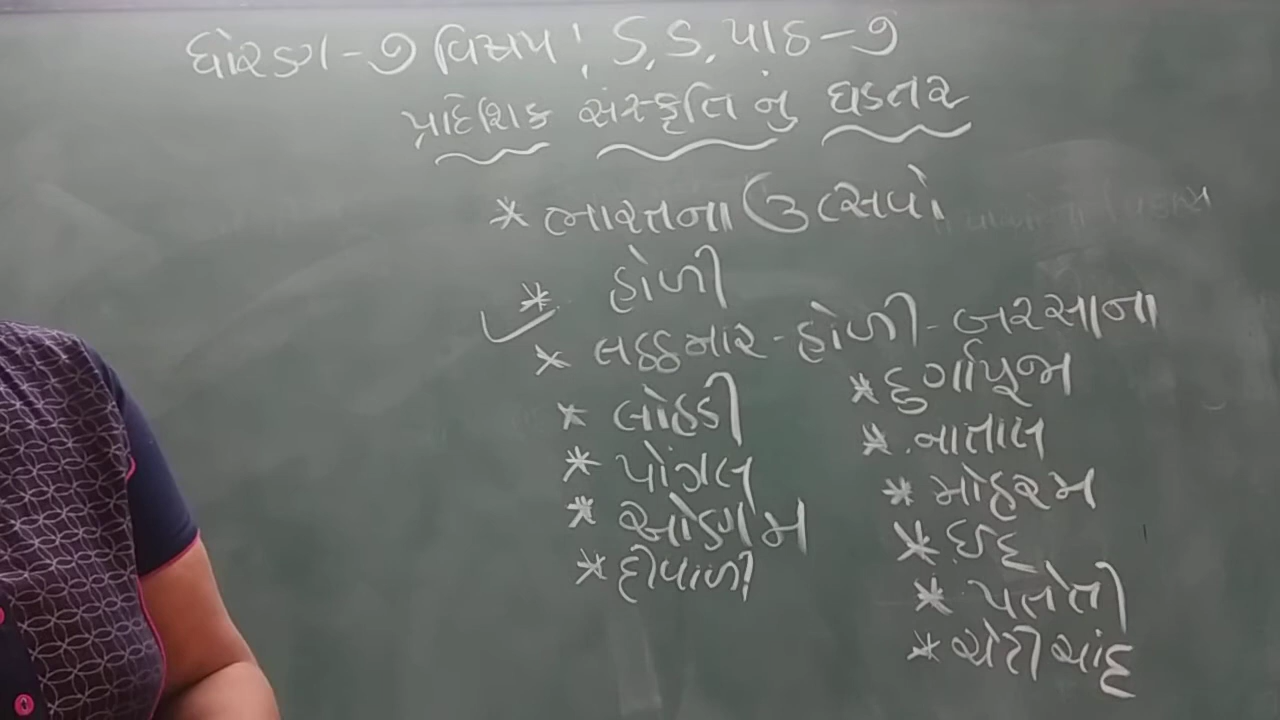 ધોરણ-૭ વિષય: S.S. પાઠ-૭
પ્રાદેશિક સંસ્કૃતિનું ઘડતર
* ભારતના ઉત્સવો
* હોળી
* લઠ્ઠમાર-હોળી-બરસાના
* લોહડી
* પોંગલ
* ઓણમ
* દીવાળી
* દુર્ગાપૂજા
* નાતાલ
* મોહરમ
* ઈદ
* પતેતી
* ચેટીચાંદ